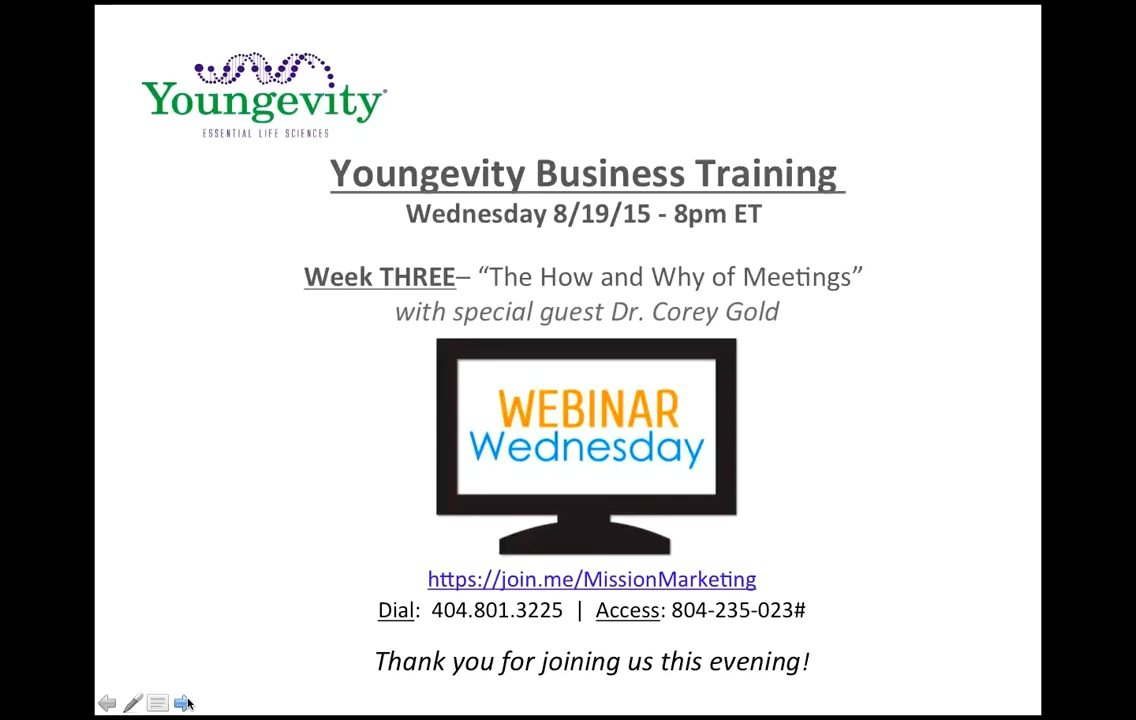 Youngevity®
ESSENTIAL LIFE SCIENCES
Youngevity Business Training
Wednesday 8/19/15 - 8pm ET
Week THREE– “The How and Why of Meetings”
with special guest Dr. Corey Gold
WEBINAR
Wednesday
https://join.me/MissionMarketing
Dial: 404.801.3225 | Access: 804-235-023#
Thank you for joining us this evening!